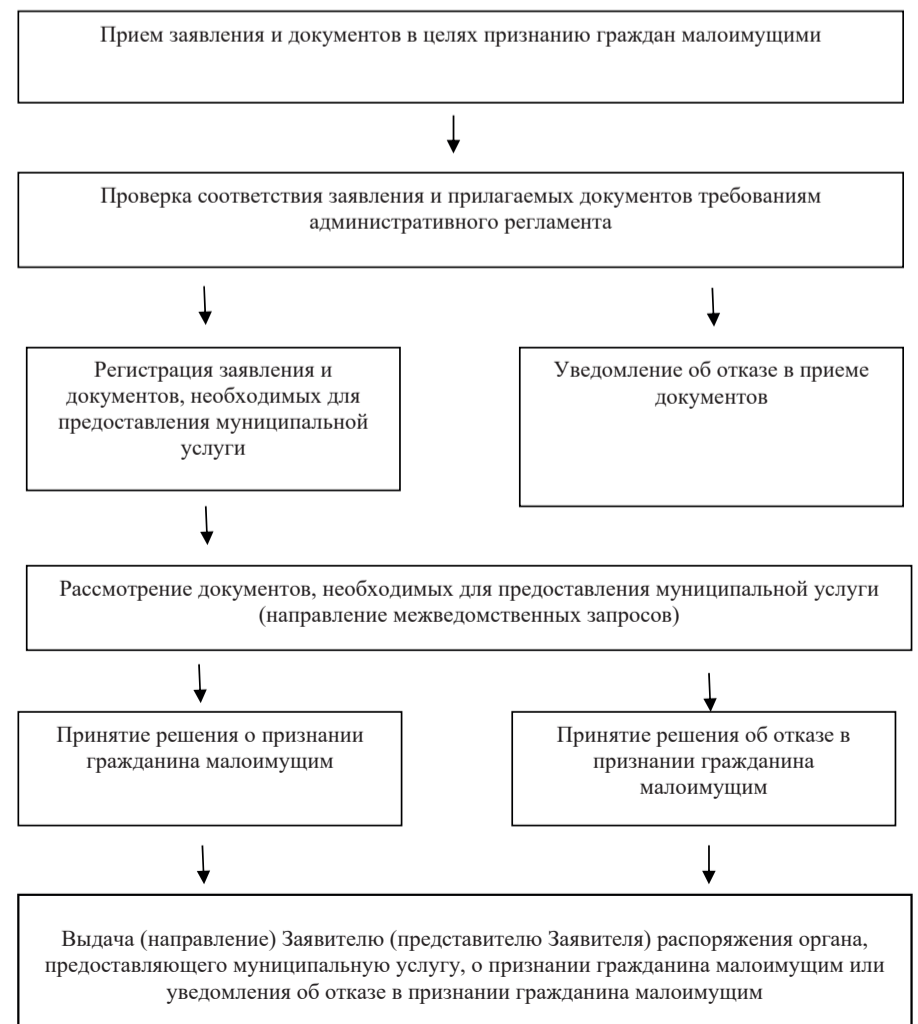 Прием заявления и документов в целях признанию граждан малоимущими
Проверка соответствия заявления и прилагаемых документов требованиям
административного регламента
Регистрация заявления и
документов, необходимых для
предоставления муниципальной
услуги
Уведомление об отказе в приеме
документов
Рассмотрение документов, необходимых для предоставления муниципальной услуги
(направление межведомственных запросов)
Принятие решения о признании
гражданина малоимущим
Принятие решения об отказе в
признании гражданина
малоимущим
Выдача (направление) Заявителю (представителю Заявителя) распоряжения органа,
предоставляющего муниципальную услугу, о признании гражданина малоимущим или
уведомления об отказе в признании гражданина малоимущим